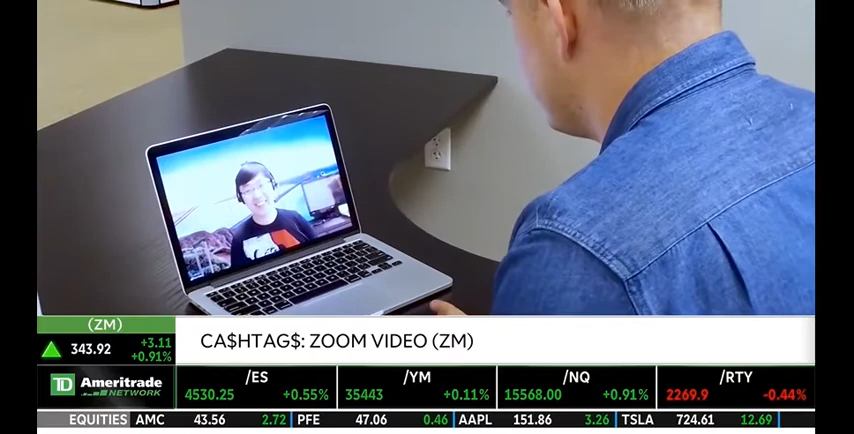 (ZM)
343.92
+3.11
+0.91%
CA$HTAG$: ZOOM VIDEO (ZM)
TD Ameritrade
NETWORK
/ES
4530.25 +0.55%
/YM
35443 +0.11%
/NQ
15568.00 +0.91%
/RTY
2269.9 -0.44%
EQUITIES AMC 43.56 2.72 PFE 47.06 0.46 AAPL 151.86 3.26 TSLA 724.61 12.69